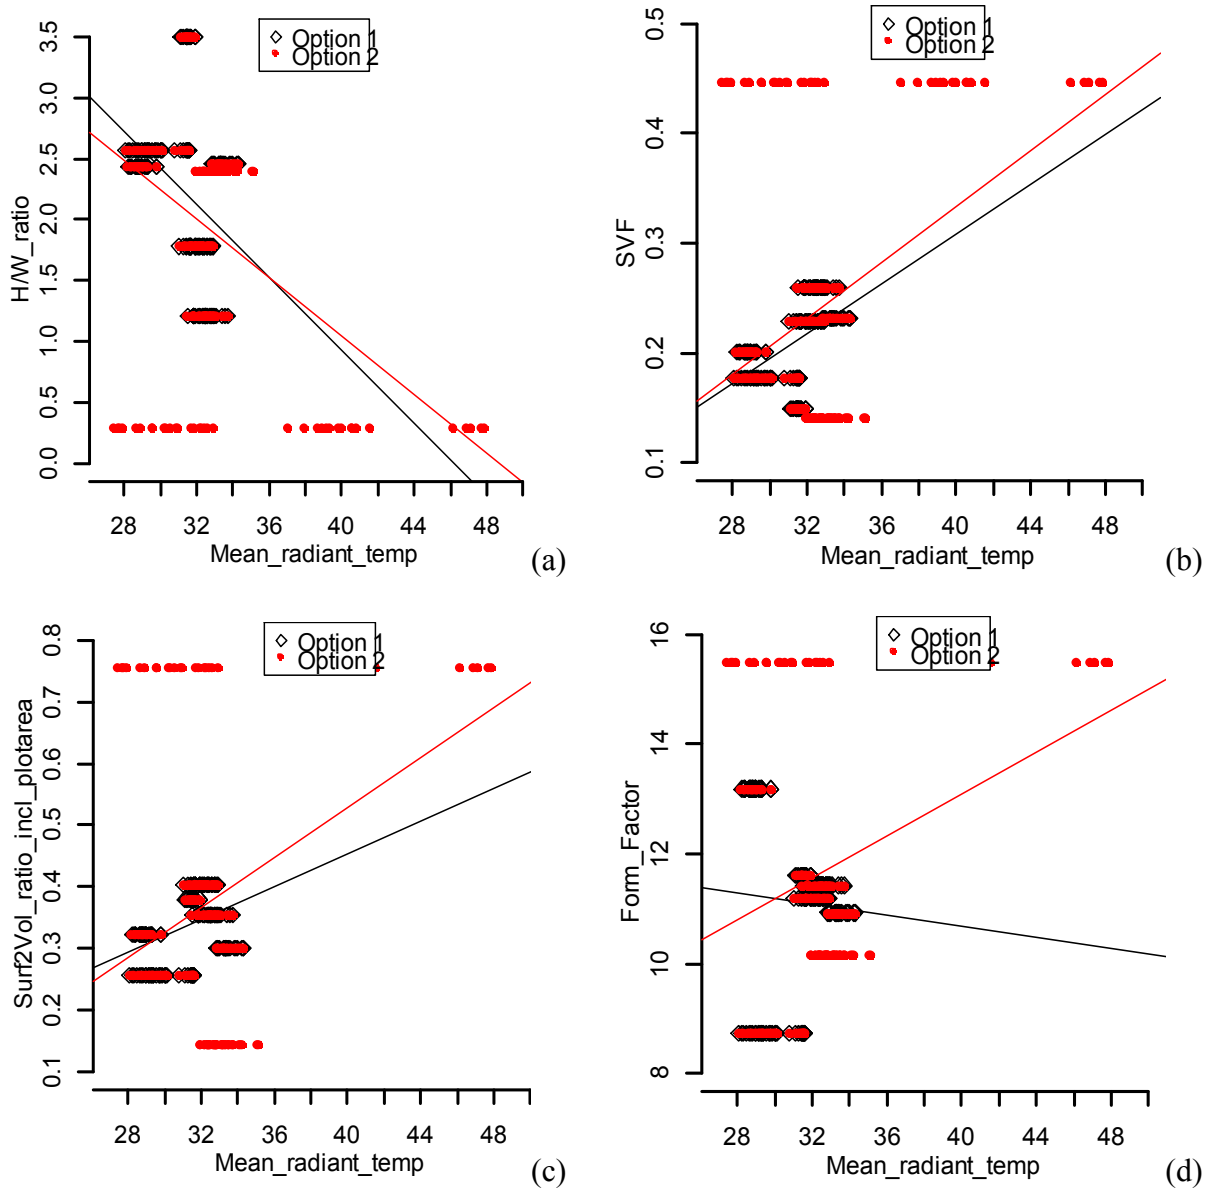 Option 1
Option 2
H/W_ratio
3.5
3.0
2.5
2.0
1.5
1.0
0.5
0.0
28 32 36 40 44 48
Mean_radiant_temp
(a)
Option 1
Option 2
SVF
0.5
0.4
0.3
0.2
0.1
28 32 36 40 44 48
Mean_radiant_temp
(b)
Option 1
Option 2
Surf2Vol_ratio_incl_plotarea
0.8
0.7
0.6
0.5
0.4
0.3
0.2
0.1
28 32 36 40 44 48
Mean_radiant_temp
(c)
Option 1
Option 2
Form_Factor
16
14
12
10
8
28 32 36 40 44 48
Mean_radiant_temp
(d)